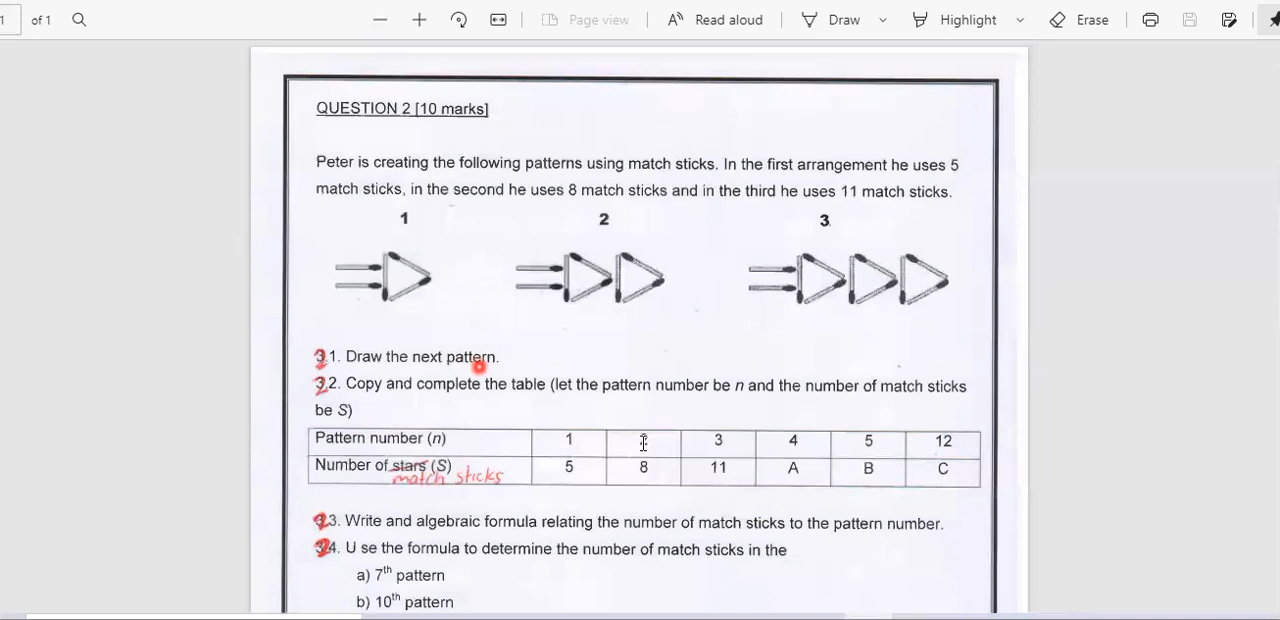 1 of 1 Page view Read aloud Draw Highlight Erase
QUESTION 2 [10 marks]
Peter is creating the following patterns using match sticks. In the first arrangement he uses 5
match sticks, in the second he uses 8 match sticks and in the third he uses 11 match sticks.
1 2 3
2.1. Draw the next pattern.
2.2. Copy and complete the table (let the pattern number be n and the number of match sticks
be S)
Pattern number (n) 1 2 3 4 5 12
Number of stars (S) 5 8 11 A B C
match sticks
2.3. Write and algebraic formula relating the number of match sticks to the pattern number.
2.4. U se the formula to determine the number of match sticks in the
a) 7th pattern
b) 10th pattern